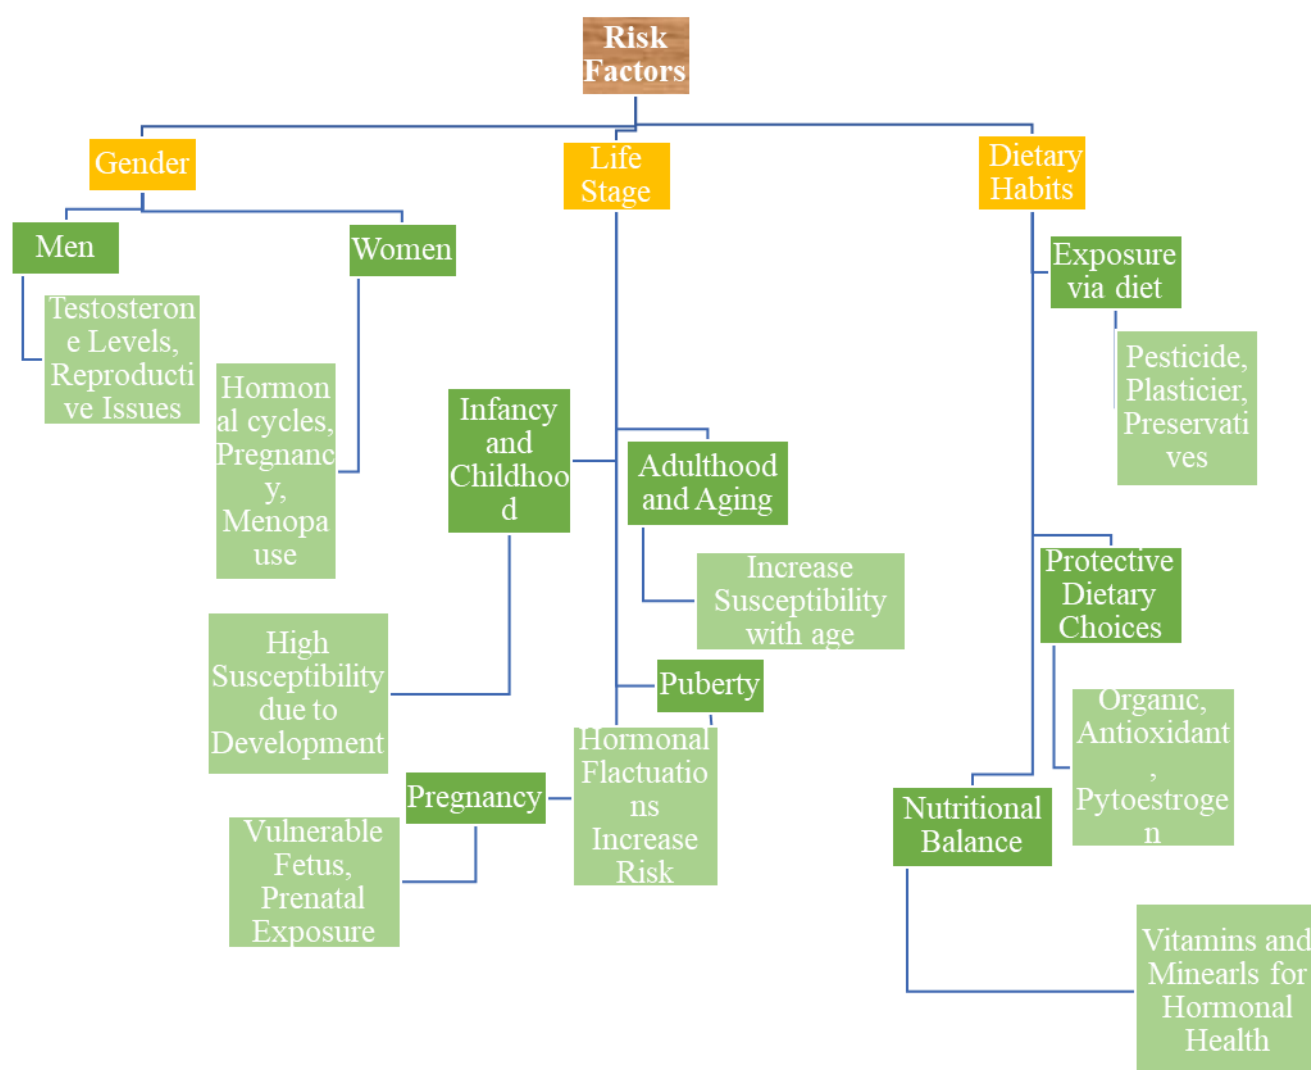 Risk
Factors
Gender
Life
Stage
Dietary
Habits
Men
Women
Exposure
via diet
Testosteron
e Levels,
Reproducti
ve Issues
Pesticide,
Plasticier,
Preservati
ves
Hormon
al cycles,
Pregnanc
y,
Menopa
use
Infancy
and
Childhoo
d
Adulthood
and Aging
Increase
Susceptibility
with age
Protective
Dietary
Choices
High
Susceptibility
due to
Development
Puberty
Organic,
Antioxidant
,
Pytoestroge
n
Hormonal
Flactuatio
ns
Increase
Risk
Pregnancy
Nutritional
Balance
Vulnerable
Fetus,
Prenatal
Exposure
Vitamins and
Minearls for
Hormonal
Health